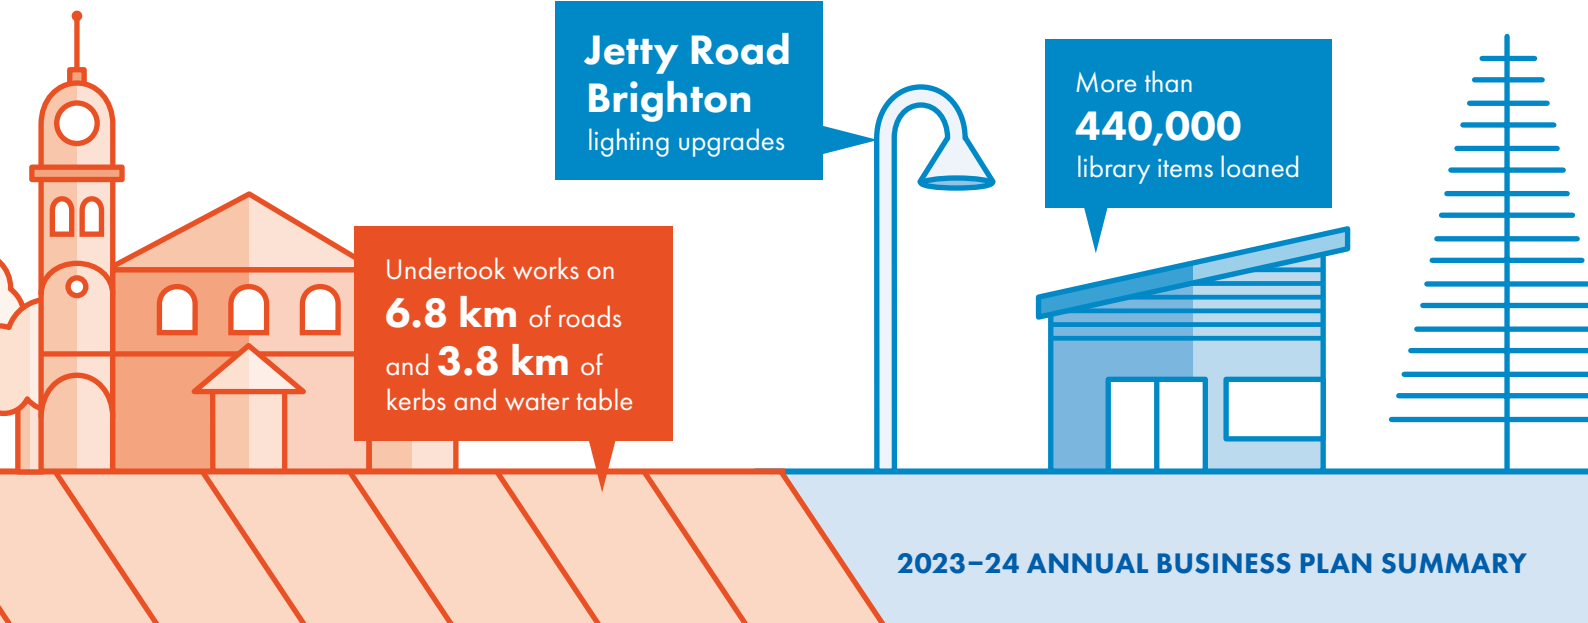 Jetty Road
Brighton
lighting upgrades
More than
440,000
library items loaned
Undertook works on
6.8 km of roads
and 3.8 km of
kerbs and water table
2023–24 ANNUAL BUSINESS PLAN SUMMARY